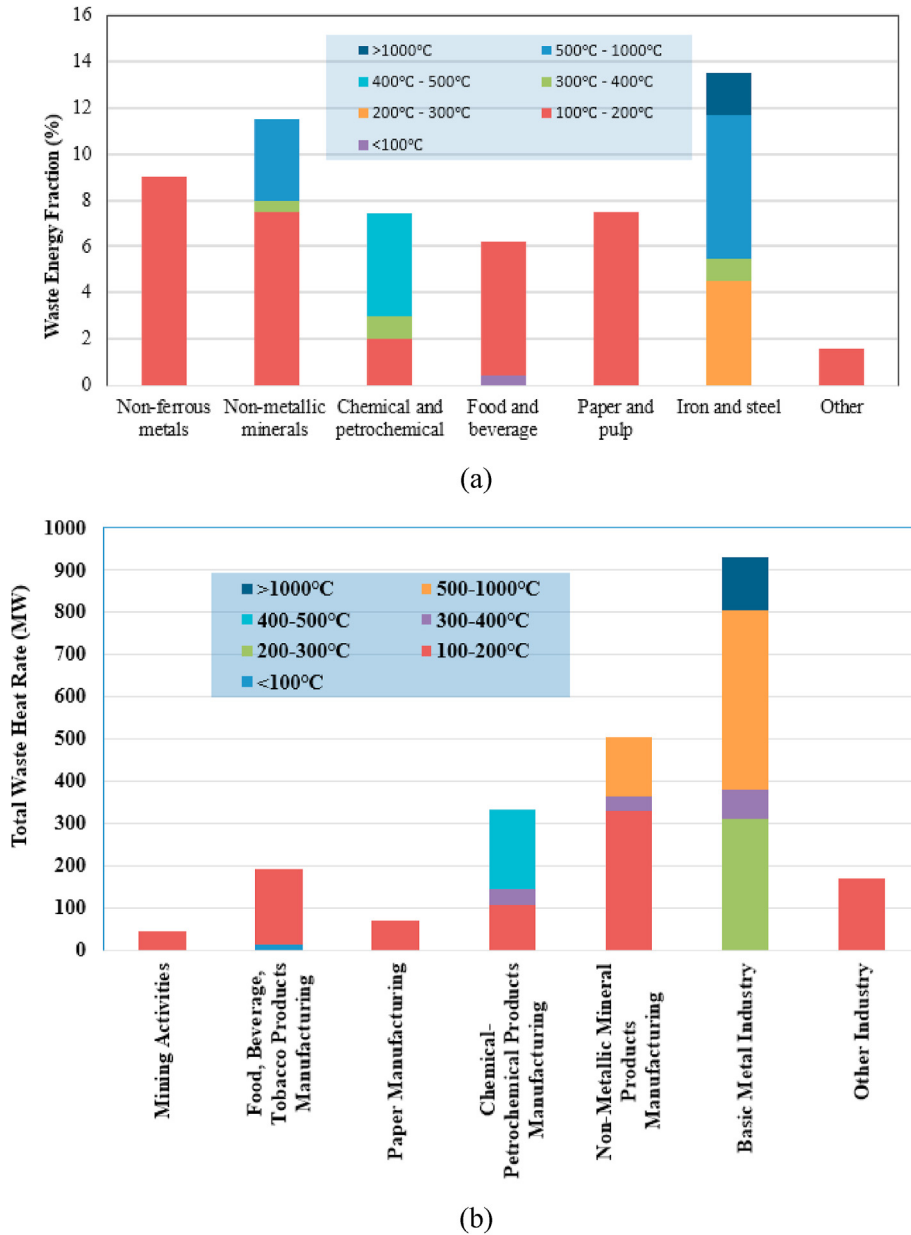 16
14
12
10
8
6
4
2
0
Waste Energy Fraction (%)
>1000°C
500°C - 1000°C
400°C - 500°C
300°C - 400°C
200°C - 300°C
100°C - 200°C
<100°C
Non-ferrous
metals
Non-metallic
minerals
Chemical and
petrochemical
Food and
beverage
Paper and
pulp
Iron and steel
Other
(a)
1000
900
800
700
600
500
400
300
200
100
0
Total Waste Heat Rate (MW)
>1000°C
500-1000°C
400-500°C
300-400°C
200-300°C
100-200°C
<100°C
Mining Activities
Food, Beverage,
Tobacco Products
Manufacturing
Paper Manufacturing
Chemical-
Petrochemical Products
Manufacturing
Non-Metallic Mineral
Products
Manufacturing
Basic Metal Industry
Other Industry
(b)